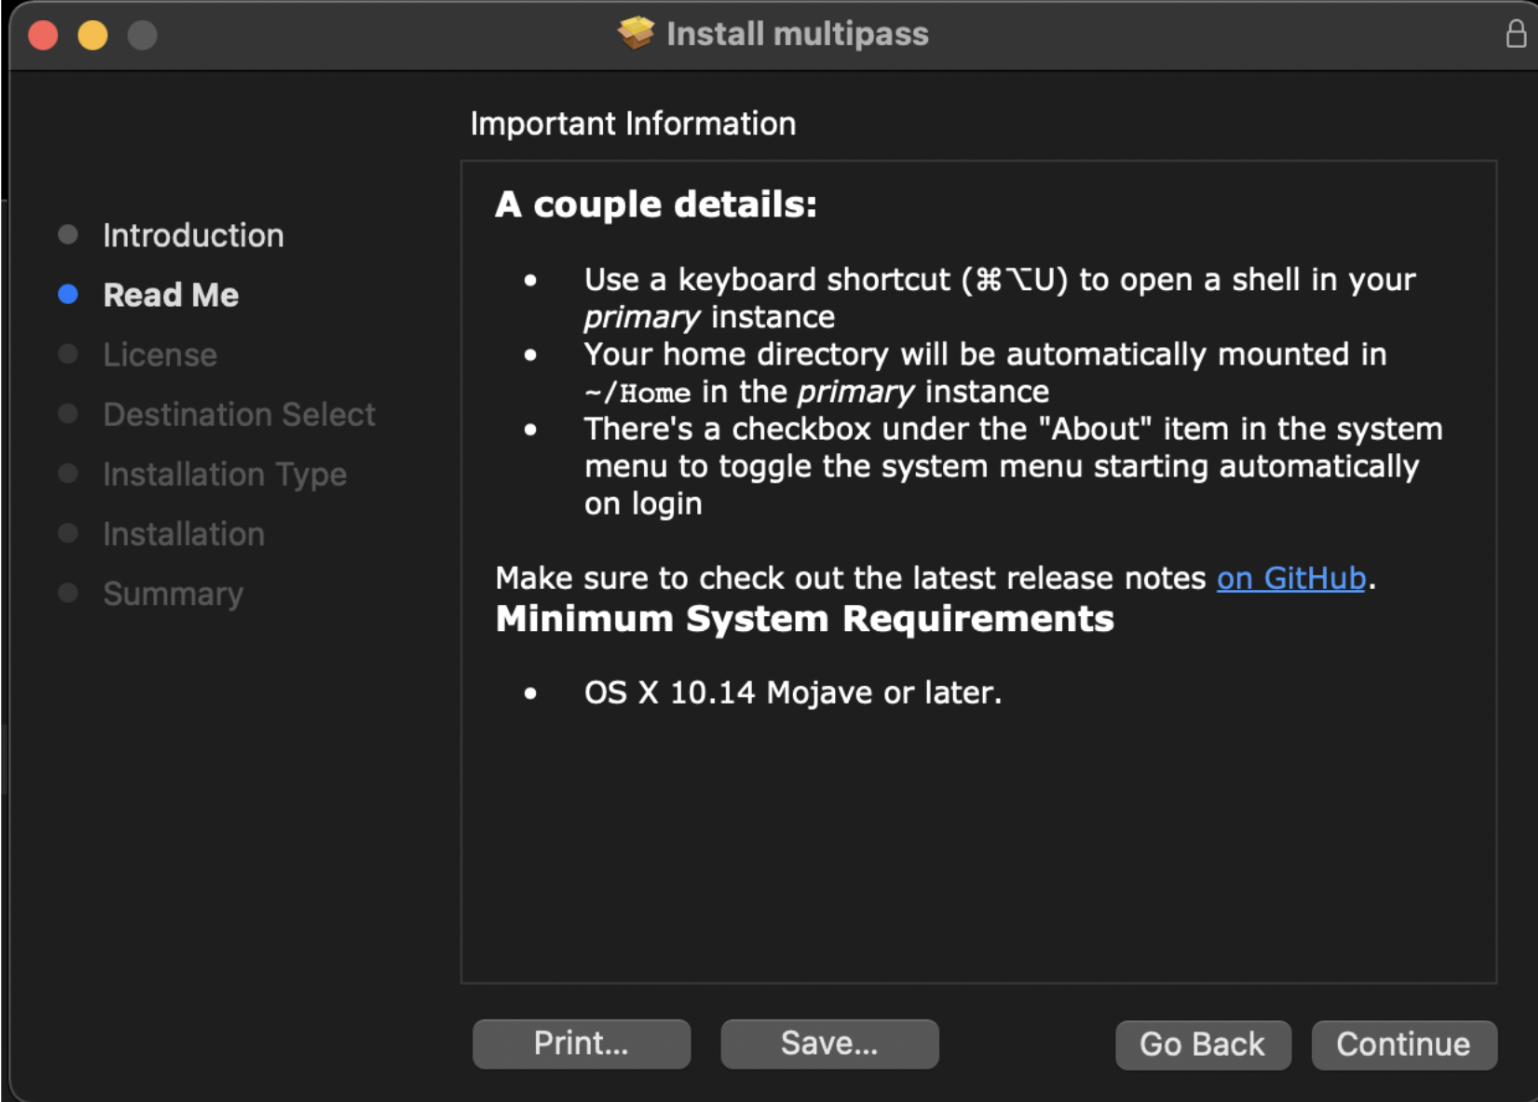 Install multipass
Important Information
Introduction
Read Me
License
Destination Select
Installation Type
Installation
Summary
A couple details:
• Use a keyboard shortcut (⌘⌥U) to open a shell in your
primary instance
• Your home directory will be automatically mounted in
~/Home in the primary instance
• There's a checkbox under the "About" item in the system
menu to toggle the system menu starting automatically
on login
Make sure to check out the latest release notes on GitHub.
Minimum System Requirements
• OS X 10.14 Mojave or later.
Print...
Save...
Go Back
Continue